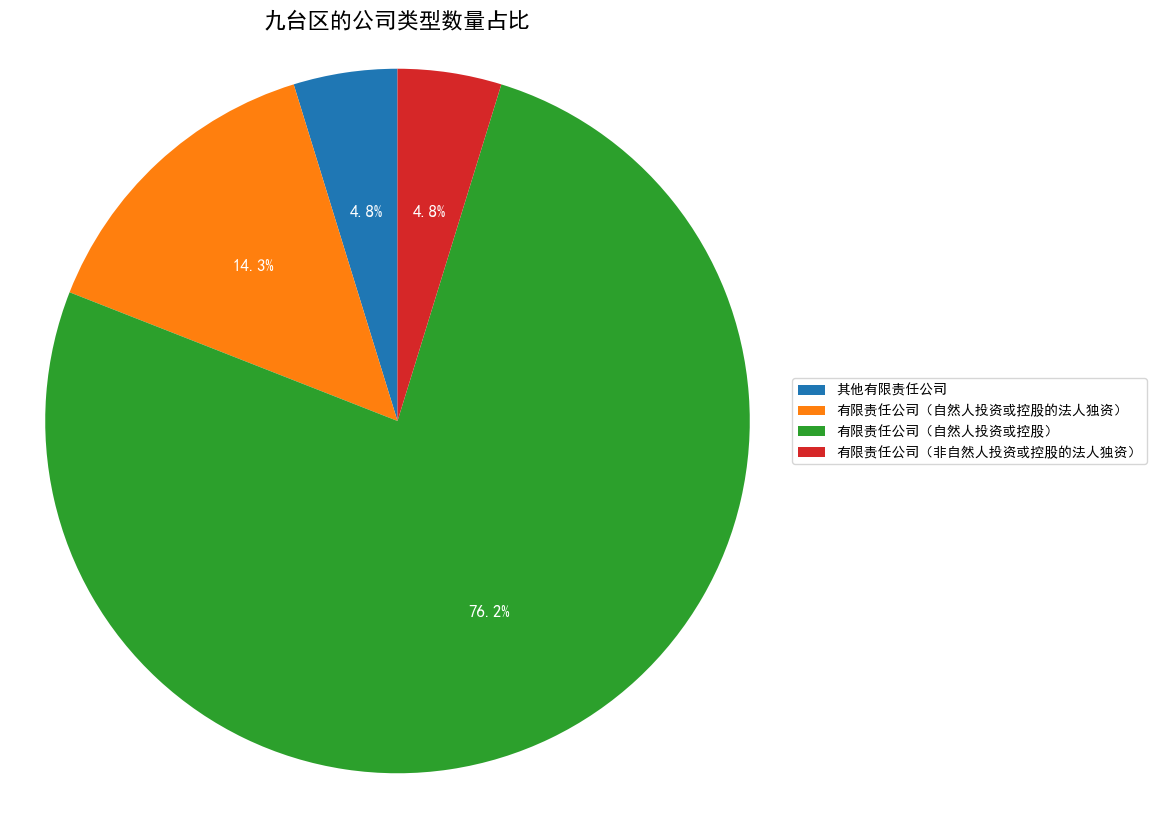 九台区的公司类型数量占比
4.8%
4.8%
14.3%
76.2%
其他有限责任公司
有限责任公司（自然人投资或控股的法人独资）
有限责任公司（自然人投资或控股）
有限责任公司（非自然人投资或控股的法人独资）